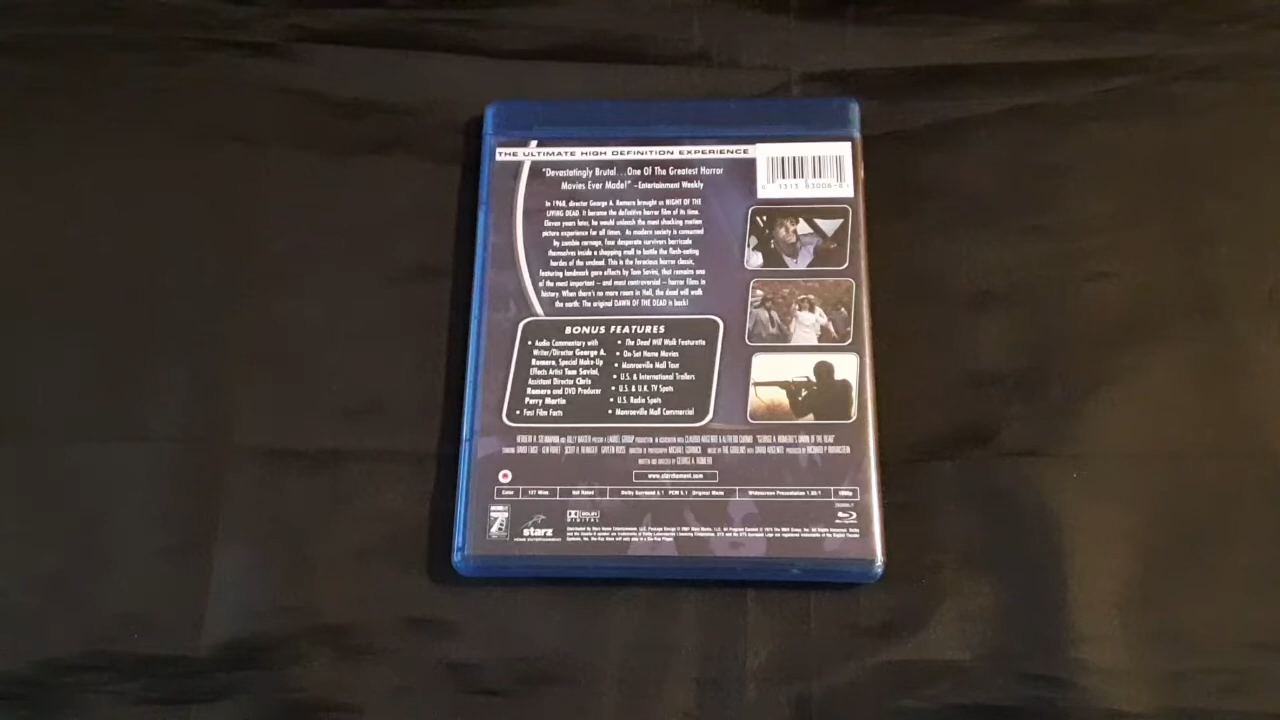 THE ULTIMATE HIGH DEFINITION EXPERIENCE
"Devastatingly Brutal...One Of The Greatest Horror
Movies Ever Made!" –Entertainment Weekly
In 1968, director George A. Romero brought us NIGHT OF THE
LIVING DEAD. It became the definitive horror film of its time.
Eleven years later, he would unleash the most shocking motion
picture experience for all times. As modern society is consumed
by zombie carnage, four desperate survivors barricade
themselves inside a shopping mall to battle the flesh-eating
hordes of the undead. This is the ferocious horror classic,
featuring landmark gore effects by Tom Savini, that remains one
of the most important – and most controversial – horror films in
history. When there's no more room in Hell, the dead will walk
the earth: The original DAWN OF THE DEAD is back!
BONUS FEATURES
• Audio Commentary with
Writer/Director George A.
Romero, Special Make-Up
Effects Artist Tom Savini,
Assistant Director Chris
Romero and DVD Producer
Perry Martin
• Fast Film Facts
• The Dead Will Walk Featurette
• On-Set Home Movies
• Monroeville Mall Tour
• U.S. & International Trailers
• U.S. & U.K. TV Spots
• U.S. Radio Spots
• Monroeville Mall Commercial
WRITTEN AND DIRECTED BY GEORGE A. ROMERO
Color 127 Mins. Not Rated Dolby Surround 5.1 PCM 5.1 Original Mono Widescreen Presentation 1.85:1 1080p
starz
HOME ENTERTAINMENT
DOLBY
DIGITAL